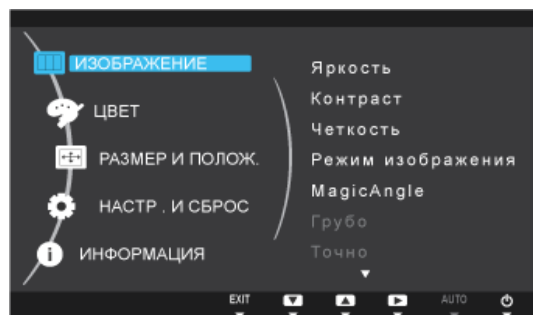 ИЗОБРАЖЕНИЕ
ЦВЕТ
РАЗМЕР И ПОЛОЖ.
НАСТР . И СБРОС
ИНФОРМАЦИЯ
Яркость
Контраст
Четкость
Режим изображения
MagicAngle
Грубо
Точно
EXIT AUTO